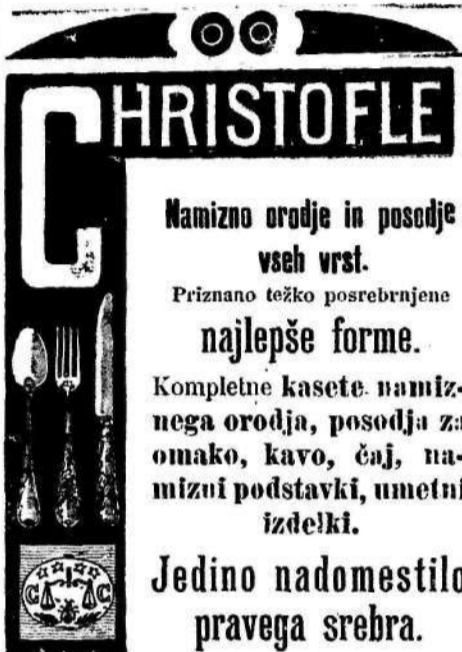 CHRISTOFLE
Namizno orodje in posodje
vseh vrst.
Priznano težko posrebrnjene
najlepše forme.
Kompletne kasete namiz-
nega orodja, posodja za
omako, kavo, čaj, na-
mizni podstavki, umetni
izdelki.
C C
Jedino nadomestilo
pravega srebra.